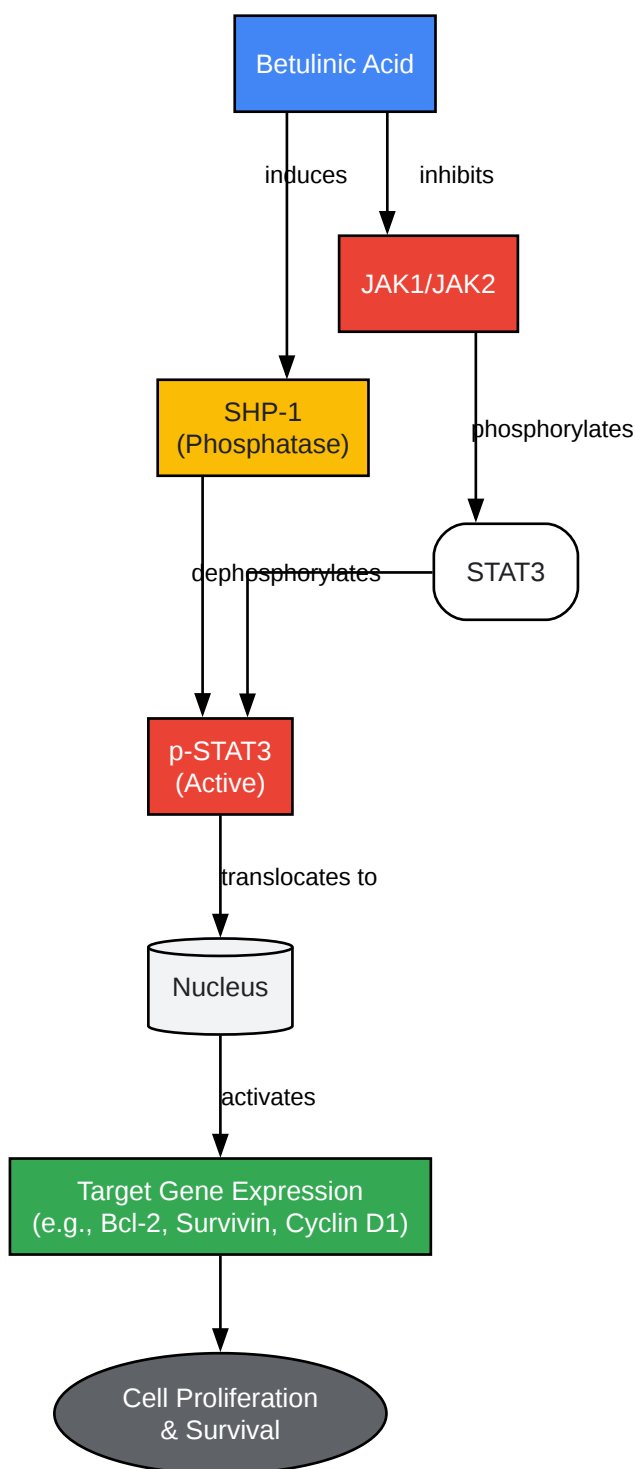 Betulinic Acid
induces
inhibits
JAK1/JAK2
SHP-1
(Phosphatase)
phosphorylates
dephosphorylates
STAT3
p-STAT3
(Active)
translocates to
Nucleus
activates
Target Gene Expression
(e.g., Bcl-2, Survivin, Cyclin D1)
Cell Proliferation
& Survival